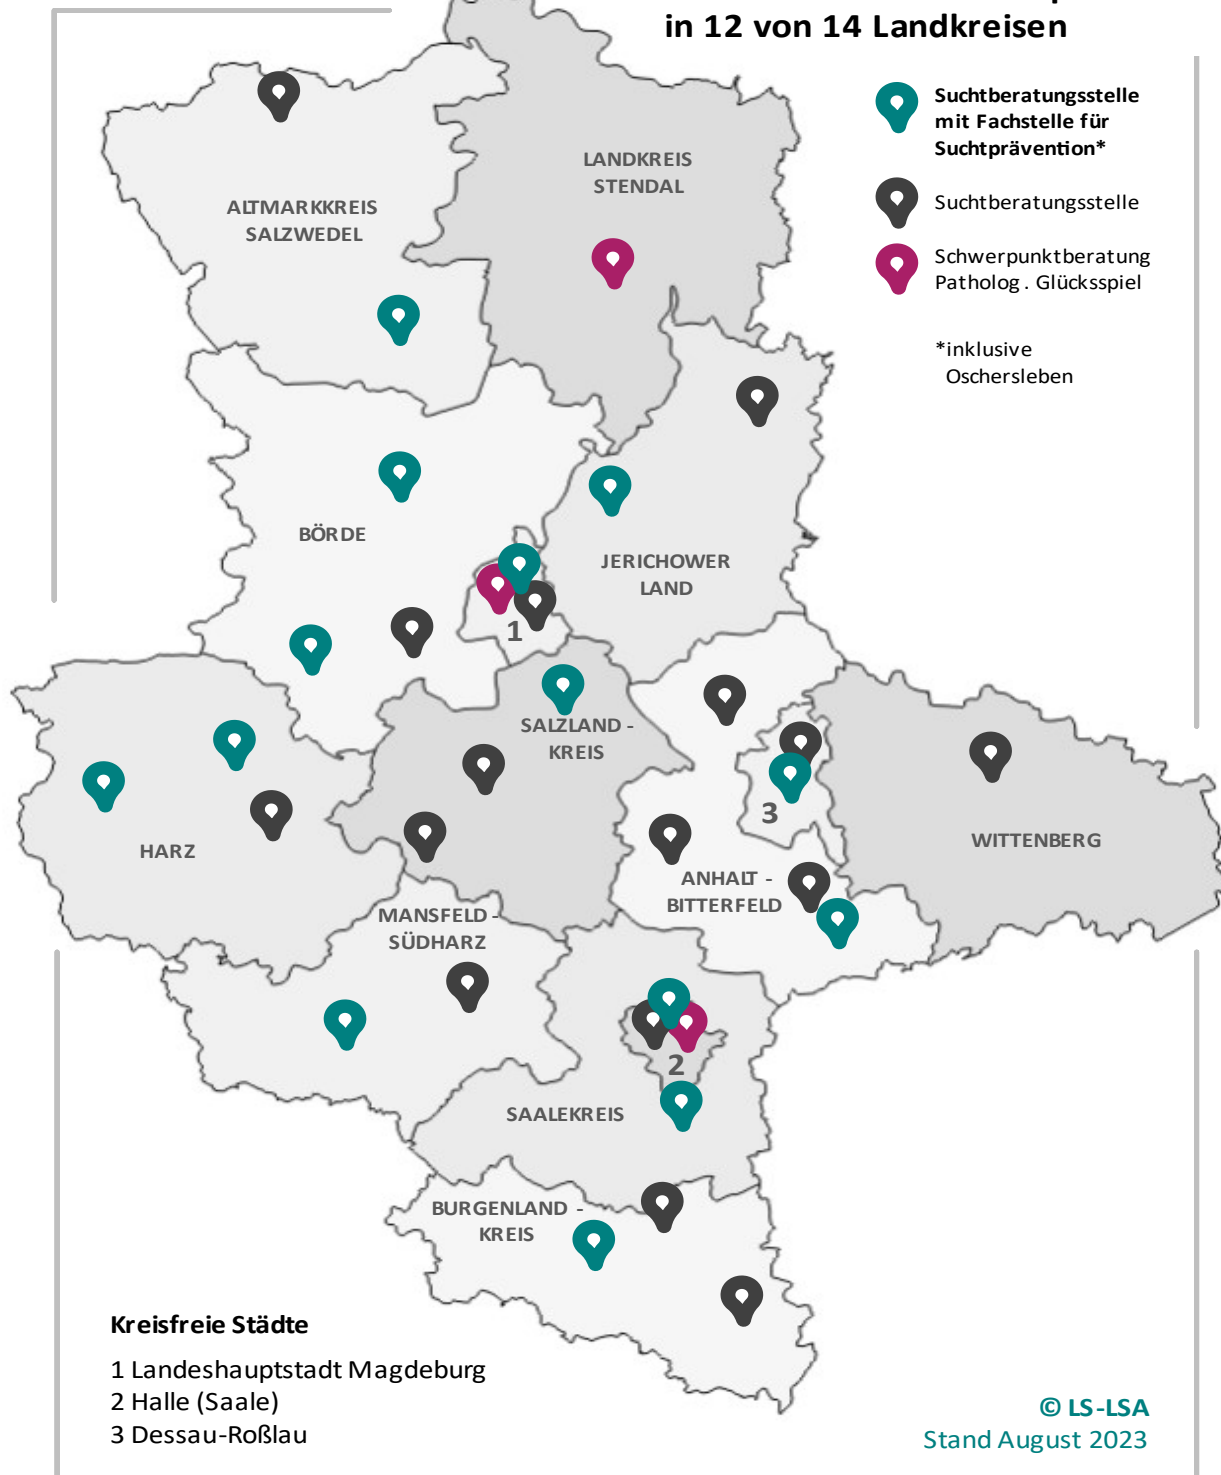 in 12 von 14 Landkreisen
Suchtberatungsstelle
mit Fachstelle für
Suchtprävention*
Suchtberatungsstelle
Schwerpunktberatung
Patholog . Glücksspiel
*inklusive
Oschersleben
LANDKREIS
STENDAL
ALTMARKKREIS
SALZWEDEL
BÖRDE
JERICHOWER
LAND
1
SALZLAND -
KREIS
3
WITTENBERG
HARZ
ANHALT -
BITTERFELD
MANSFELD -
SÜDHARZ
2
SAALEKREIS
BURGENLAND -
KREIS
Kreisfreie Städte
1 Landeshauptstadt Magdeburg
2 Halle (Saale)
3 Dessau-Roßlau
© LS-LSA
Stand August 2023